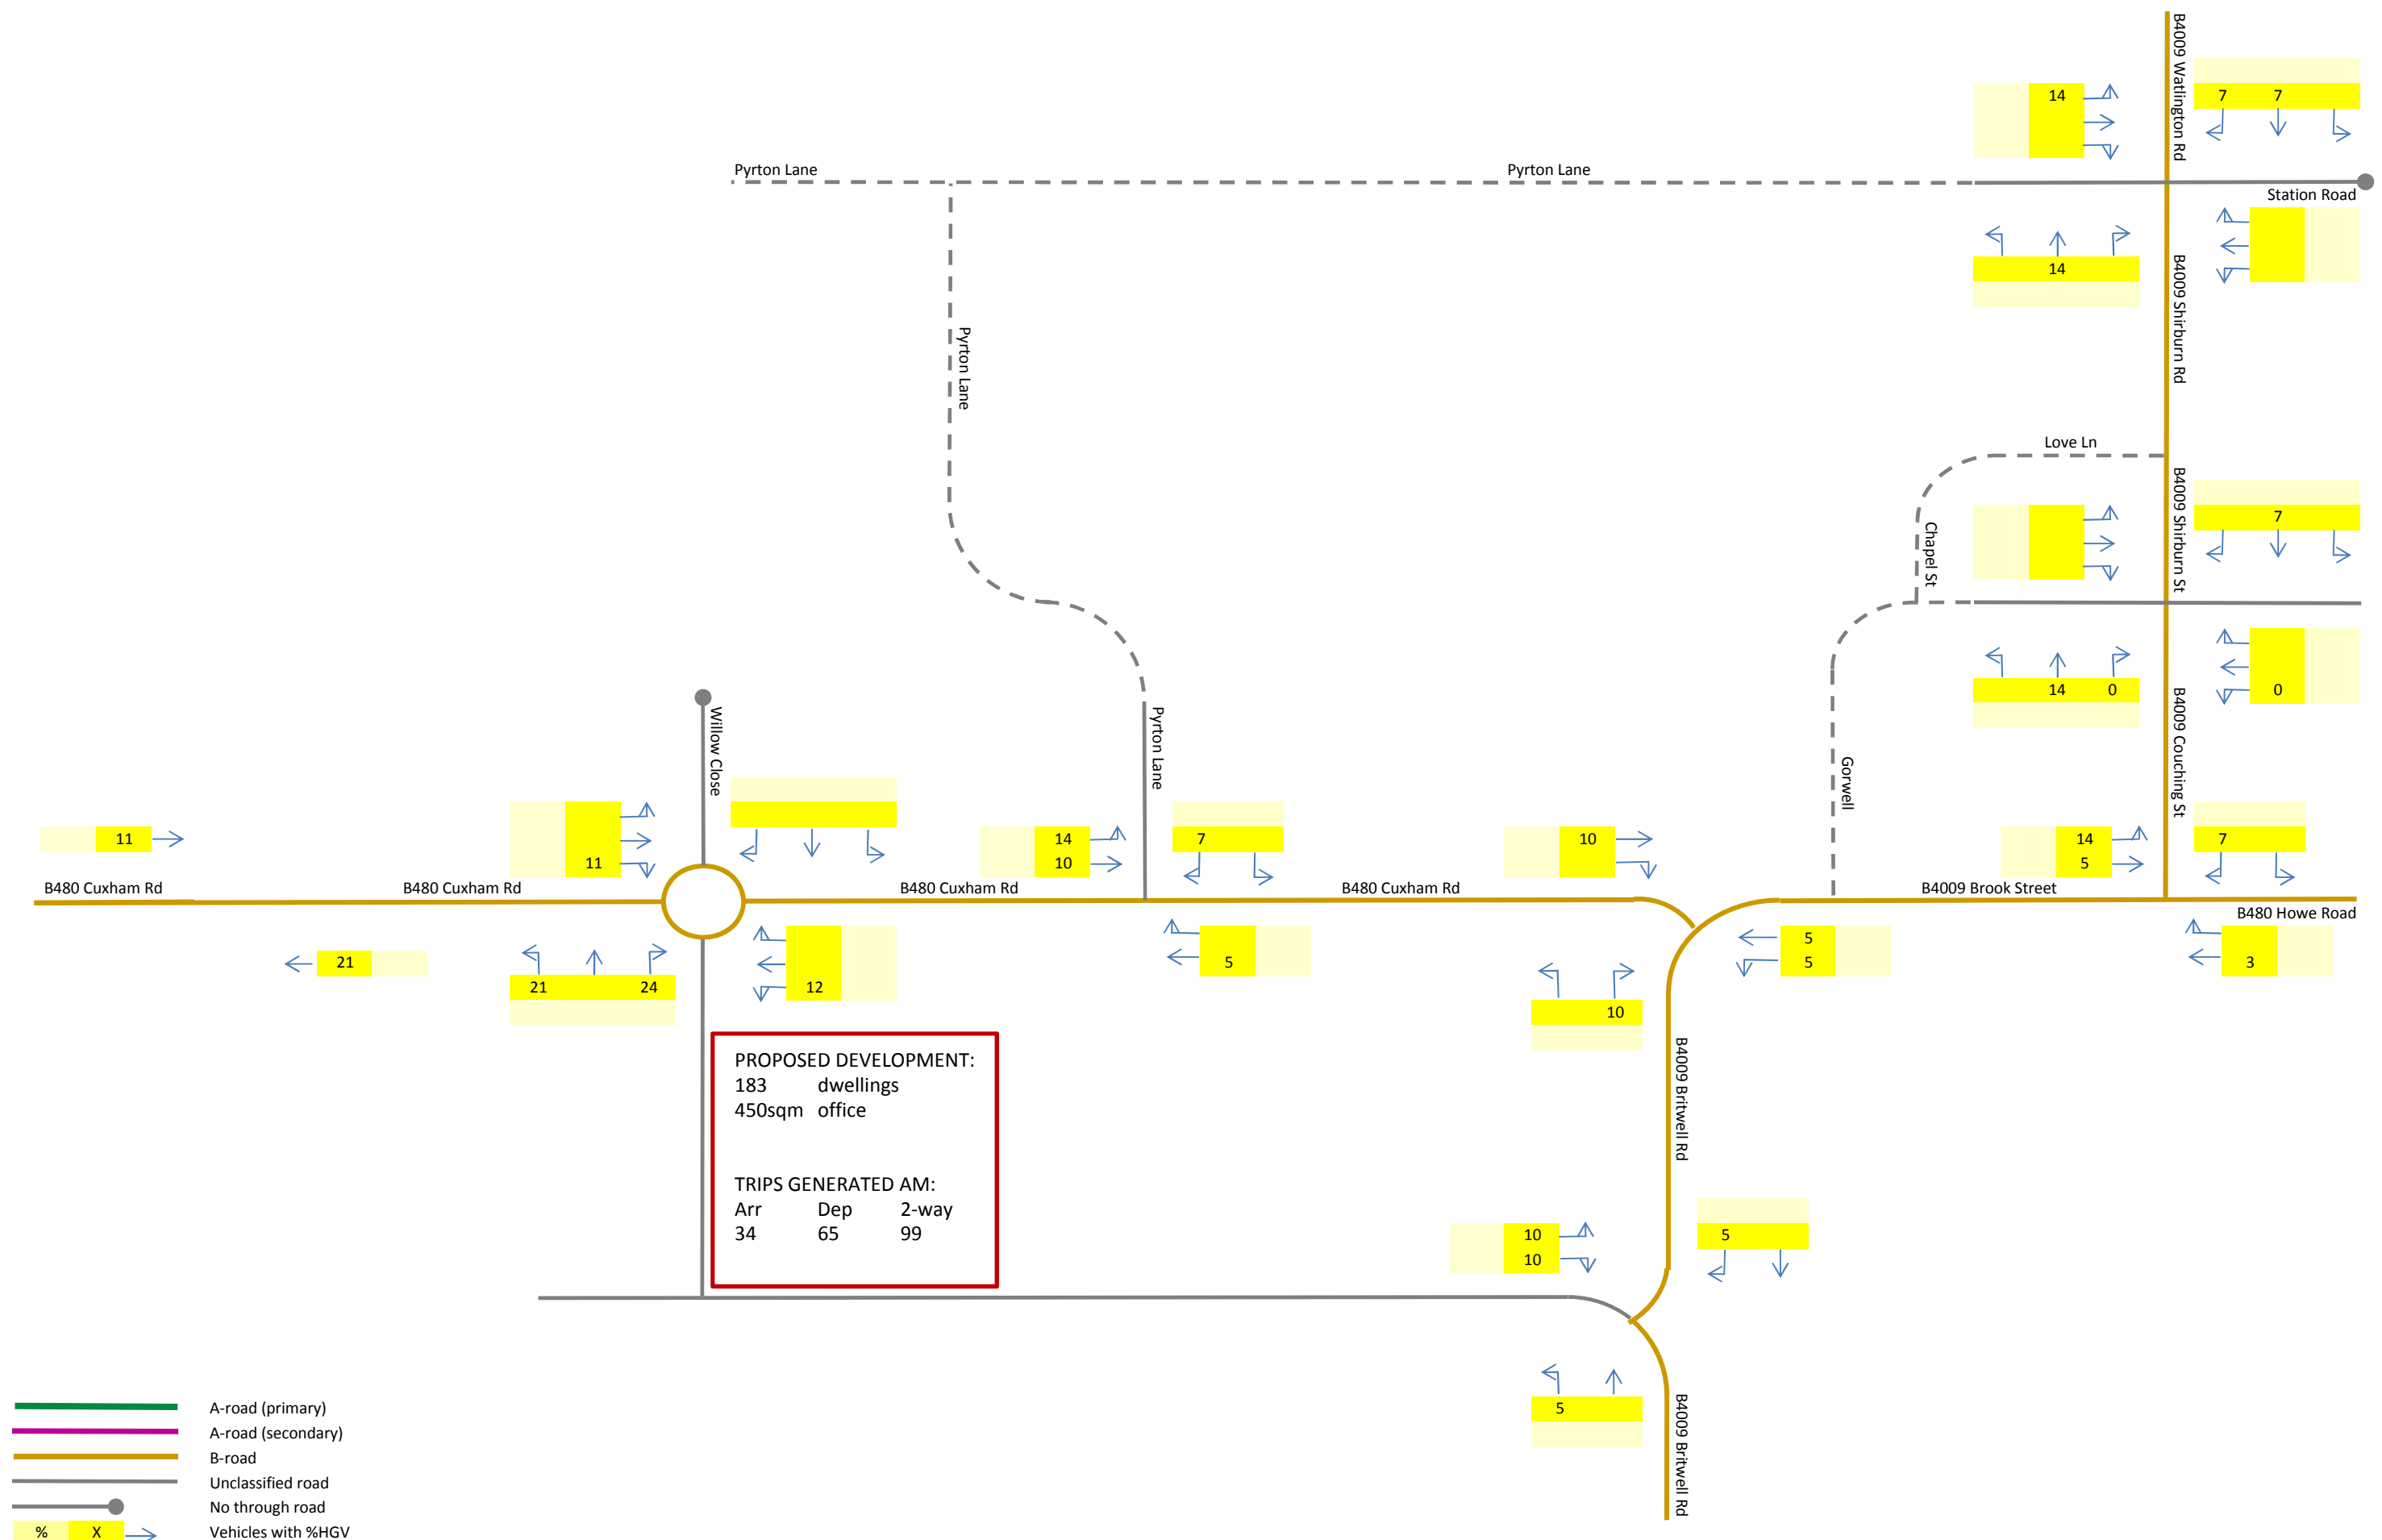 B4009 Watlington Rd
14
7 7
Pyrton Lane
Pyrton Lane
Station Road
14
B4009 Shirburn Rd
Pyrton Lane
Love Ln
B4009 Shirburn St
7
Chapel St
14 0
0
B4009 Couching St
Willow Close
Pyrton Lane
Gorwell
11
11
14
10
7
10
14
5
7
B480 Cuxham Rd
B480 Cuxham Rd
B480 Cuxham Rd
B480 Cuxham Rd
B4009 Brook Street
B480 Howe Road
21
21 24
12
5
10
5
5
3
PROPOSED DEVELOPMENT:
183 dwellings
450sqm office
TRIPS GENERATED AM:
Arr Dep 2-way
34 65 99
B4009 Britwell Rd
10
10
5
5
B4009 Britwell Rd
A-road (primary)
A-road (secondary)
B-road
Unclassified road
No through road
% X Vehicles with %HGV